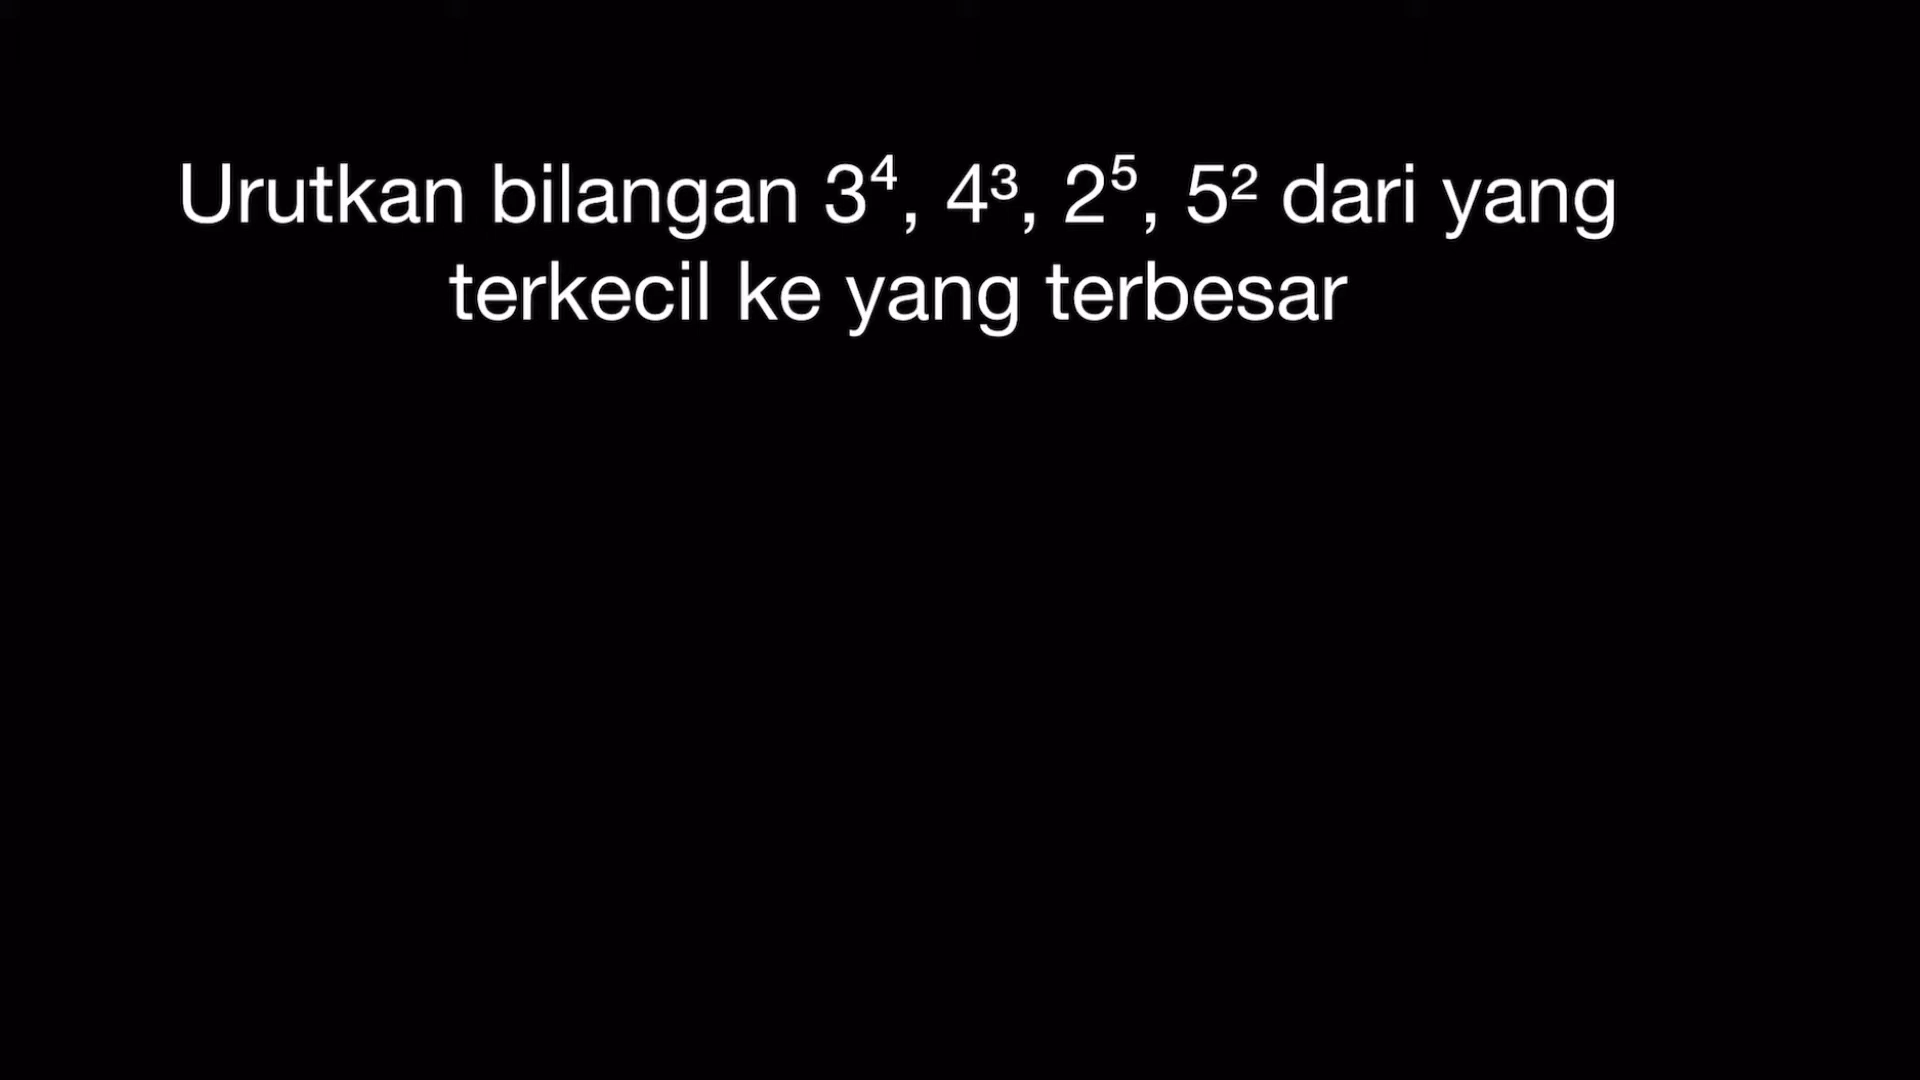 Urutkan bilangan 3⁴, 4³, 2⁵, 5² dari yang
terkecil ke yang terbesar